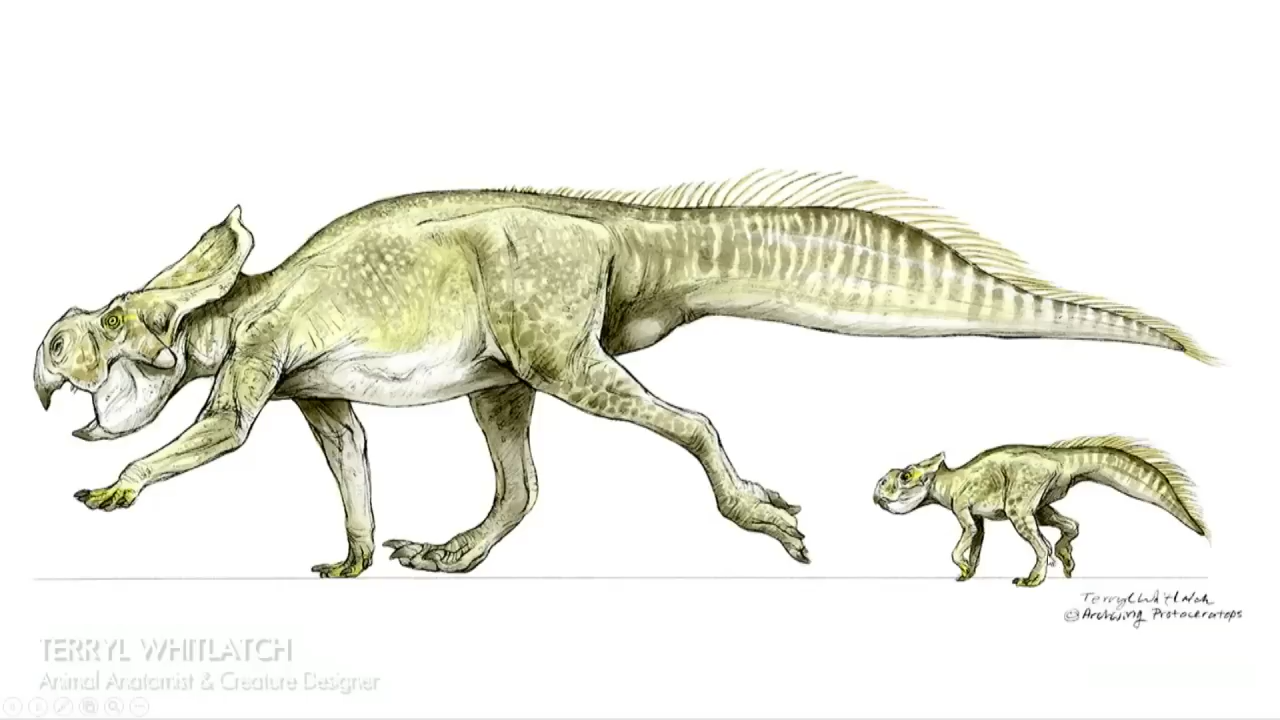 Terryl Whitlatch
© Archiving Protoceratops
TERRYL WHITLATCH
Animal Anatomist & Creature Designer